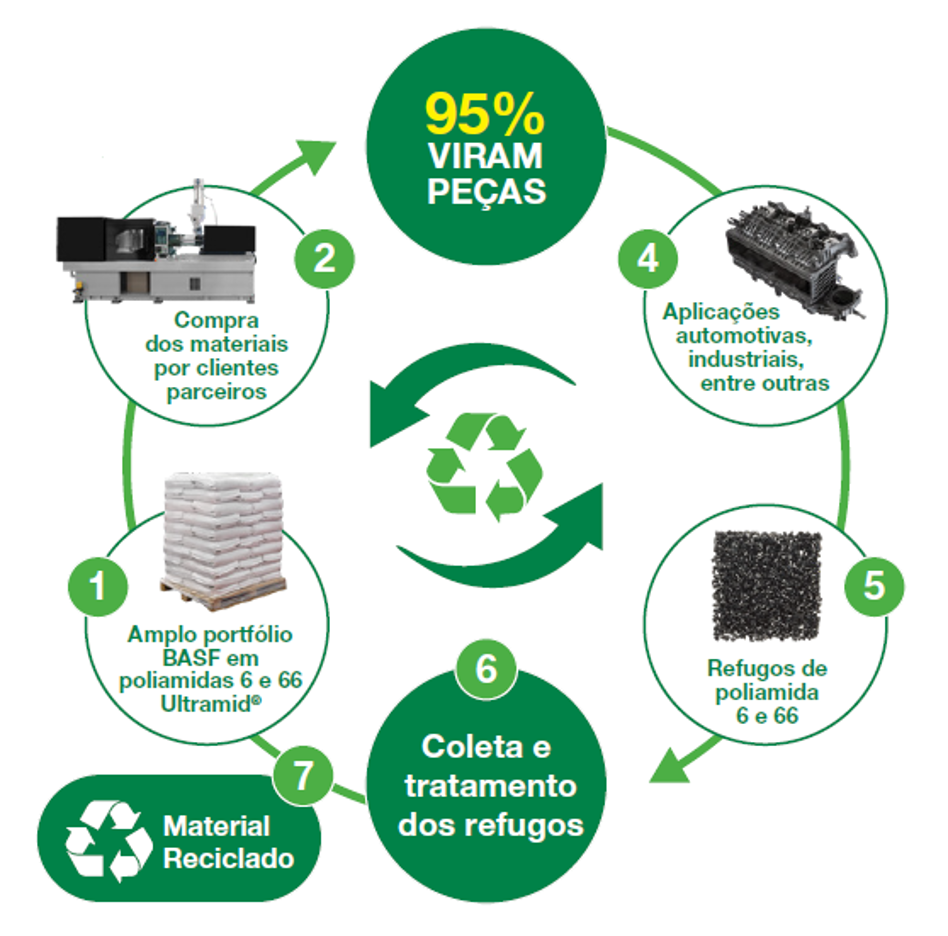 95%
VIRAM
PEÇAS
2
Compra
dos materiais
por clientes
parceiros
4
Aplicações
automotivas,
industriais,
entre outras
1
Amplo portfólio
BASF em
poliamidas 6 e 66
Ultramid®
5
Refugos de
poliamida
6 e 66
6
Coleta e
tratamento
dos refugos
7
Material
Reciclado